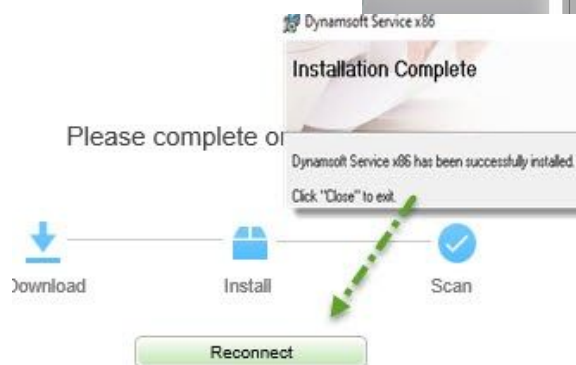 Dynamsoft Service x86
Installation Complete
Please complete
Dynamsoft Service x86 has been successfully installed.
Click "Close" to exit.
Download
Install
Scan
Reconnect